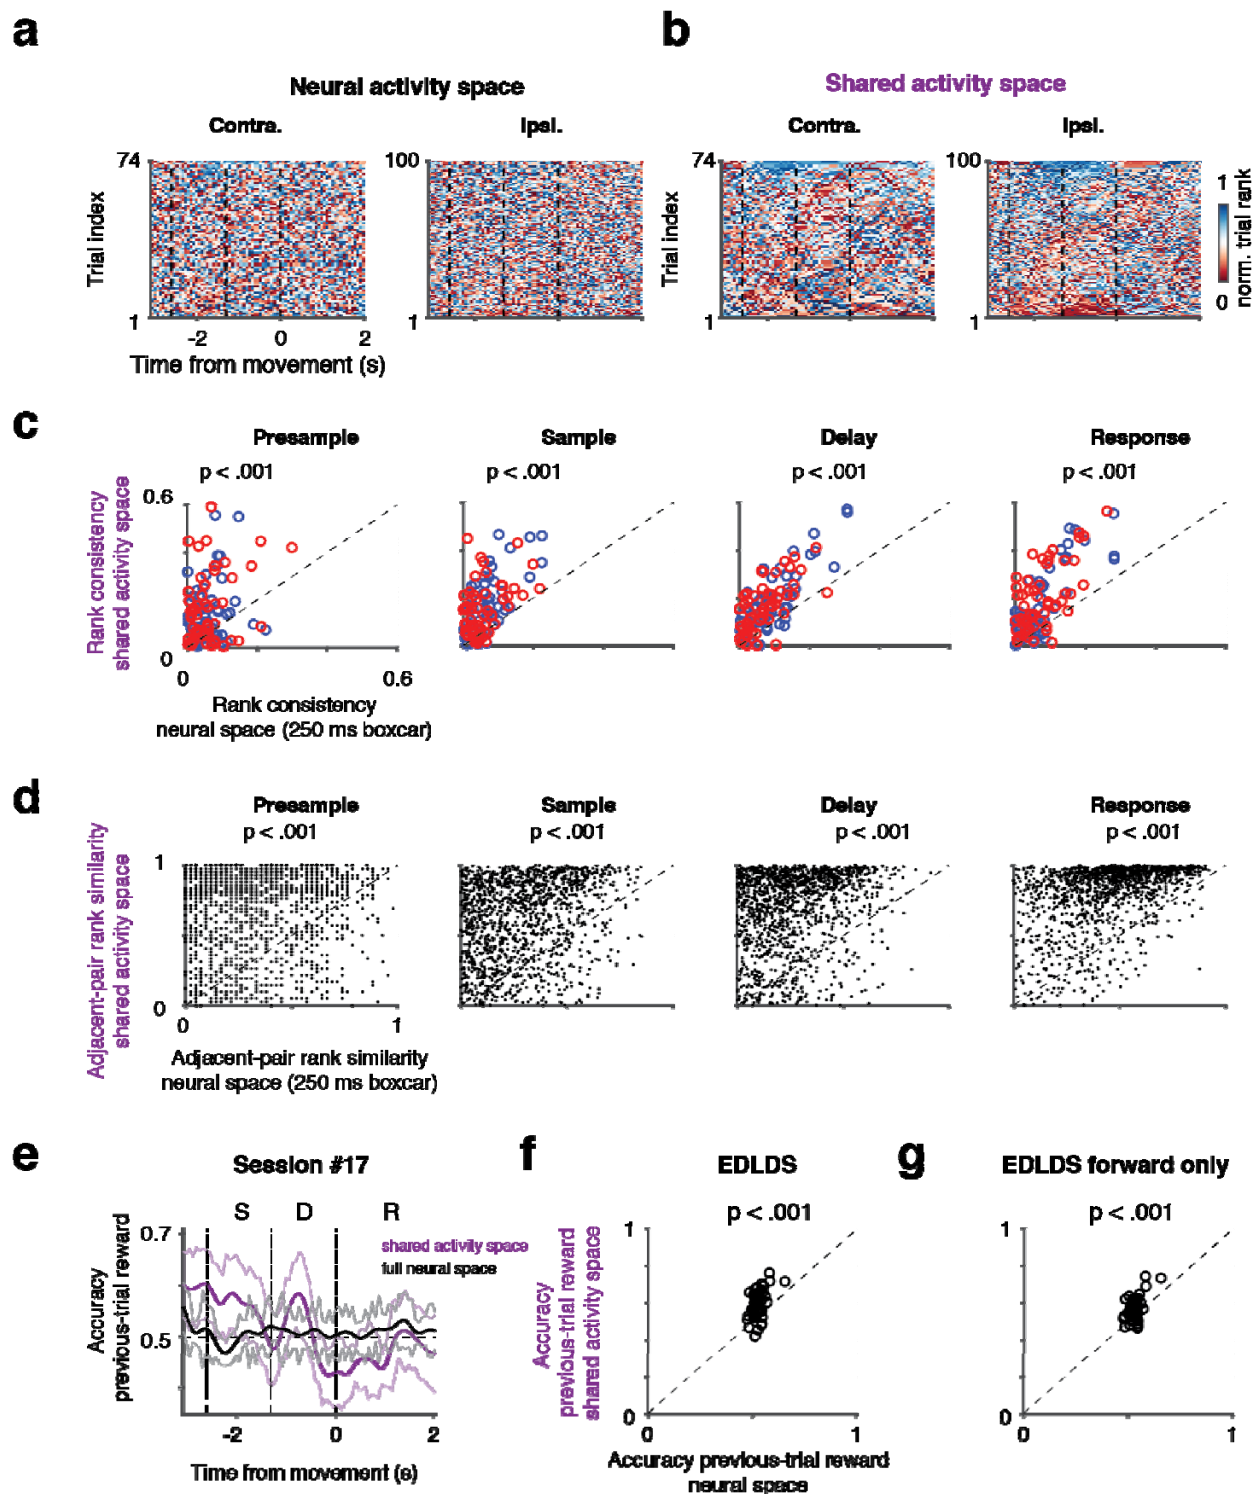 a
b
Neural activity space
Shared activity space
Contra.
Ipsi.
Contra.
Ipsi.
74
100
74
100
Trial index
Trial index
1
1
1
1
-2
0
2
Time from movement (s)
1
0
norm. trial rank
c
Presample
Sample
Delay
Response
p < .001
p < .001
p < .001
p < .001
Rank consistency
shared activity space
0.6
0
0
0.6
Rank consistency
neural space (250 ms boxcar)
d
Presample
Sample
Delay
Response
p < .001
p < .001
p < .001
p < .001
Adjacent-pair rank similarity
shared activity space
1
0
0
1
Adjacent-pair rank similarity
neural space (250 ms boxcar)
e
f
g
Session #17
EDLDS
EDLDS forward only
S
D
R
p < .001
p < .001
Accuracy
previous-trial reward
0.7
0.5
shared activity space
full neural space
-2
0
2
Time from movement (s)
Accuracy
previous-trial reward
shared activity space
1
0
0
1
Accuracy previous-trial reward
neural space
1
0
0
1